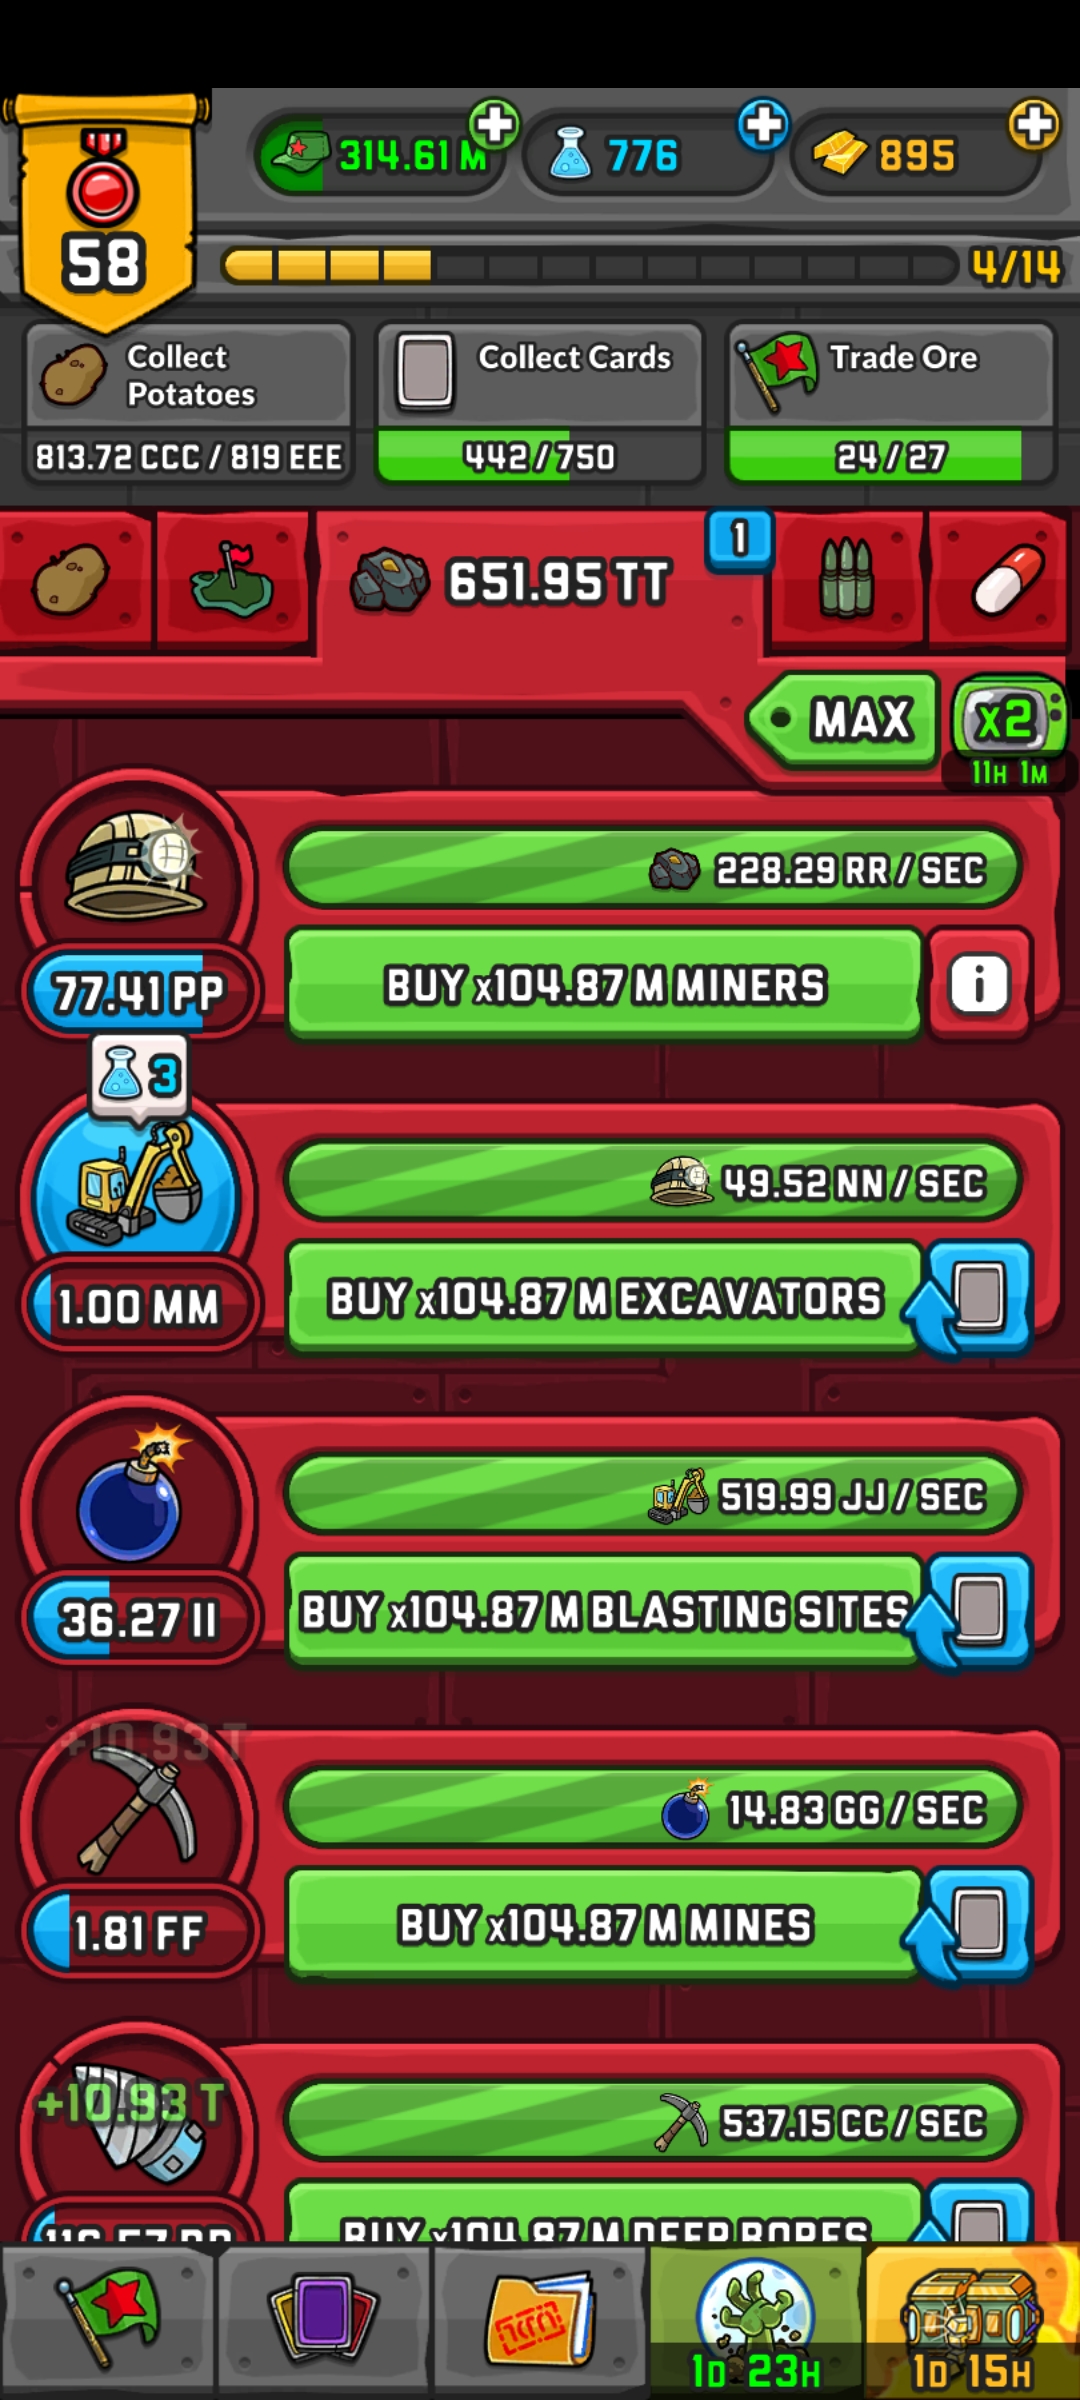 58
314.61 M
776
895
4/14
Collect
Potatoes
813.72 CCC / 819 EEE
Collect Cards
442/750
Trade Ore
24/27
651.95 TT
1
MAX
x2
11H 1M
228.29 RR / SEC
77.41 PP
BUY x104.87 M MINERS
i
3
49.52 NN / SEC
1.00 MM
BUY x104.87 M EXCAVATORS
519.99 JJ / SEC
36.27 II
BUY x104.87 M BLASTING SITES
+10.93 T
14.83 GG / SEC
1.81 FF
BUY x104.87 M MINES
+10.93 T
537.15 CC / SEC
BUY x104.87 M DEEP BORES
1D 23H
1D 15H